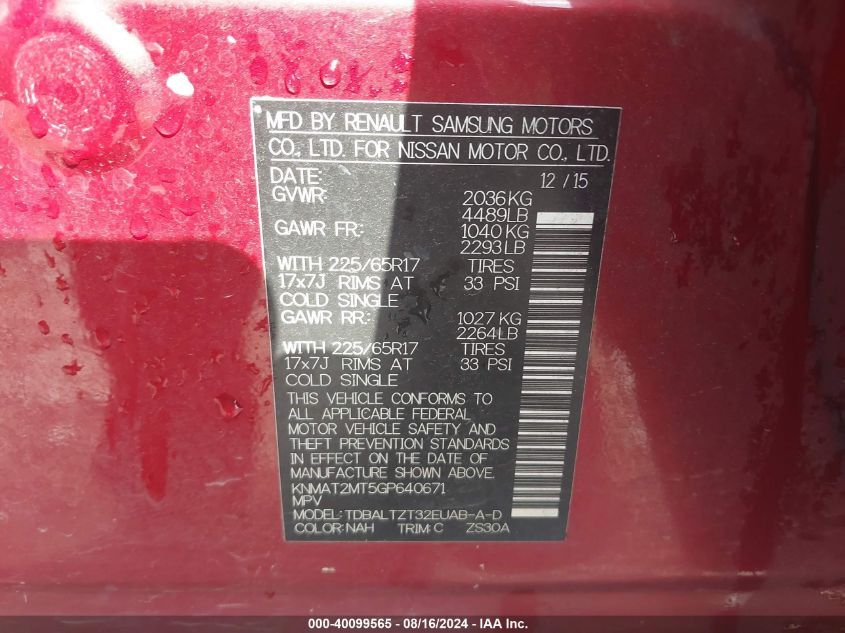 MFD BY RENAULT SAMSUNG MOTORS
CO., LTD. FOR NISSAN MOTOR CO., LTD.
DATE: 12 / 15
GVWR: 2036KG
4489LB
GAWR FR: 1040KG
2293LB
WITH 225/65R17 TIRES
17x7J RIMS AT 33 PSI
COLD SINGLE
GAWR RR: 1027KG
2264LB
WITH 225/65R17 TIRES
17x7J RIMS AT 33 PSI
COLD SINGLE
THIS VEHICLE CONFORMS TO
ALL APPLICABLE FEDERAL
MOTOR VEHICLE SAFETY AND
THEFT PREVENTION STANDARDS
IN EFFECT ON THE DATE OF
MANUFACTURE SHOWN ABOVE.
KNMAT2MT5GP640671
MPV
MODEL:TDBALTZT32EUAB-A-D
COLOR:NAH TRIM:C ZS30A
000-40099565 - 08/16/2024 - IAA Inc.